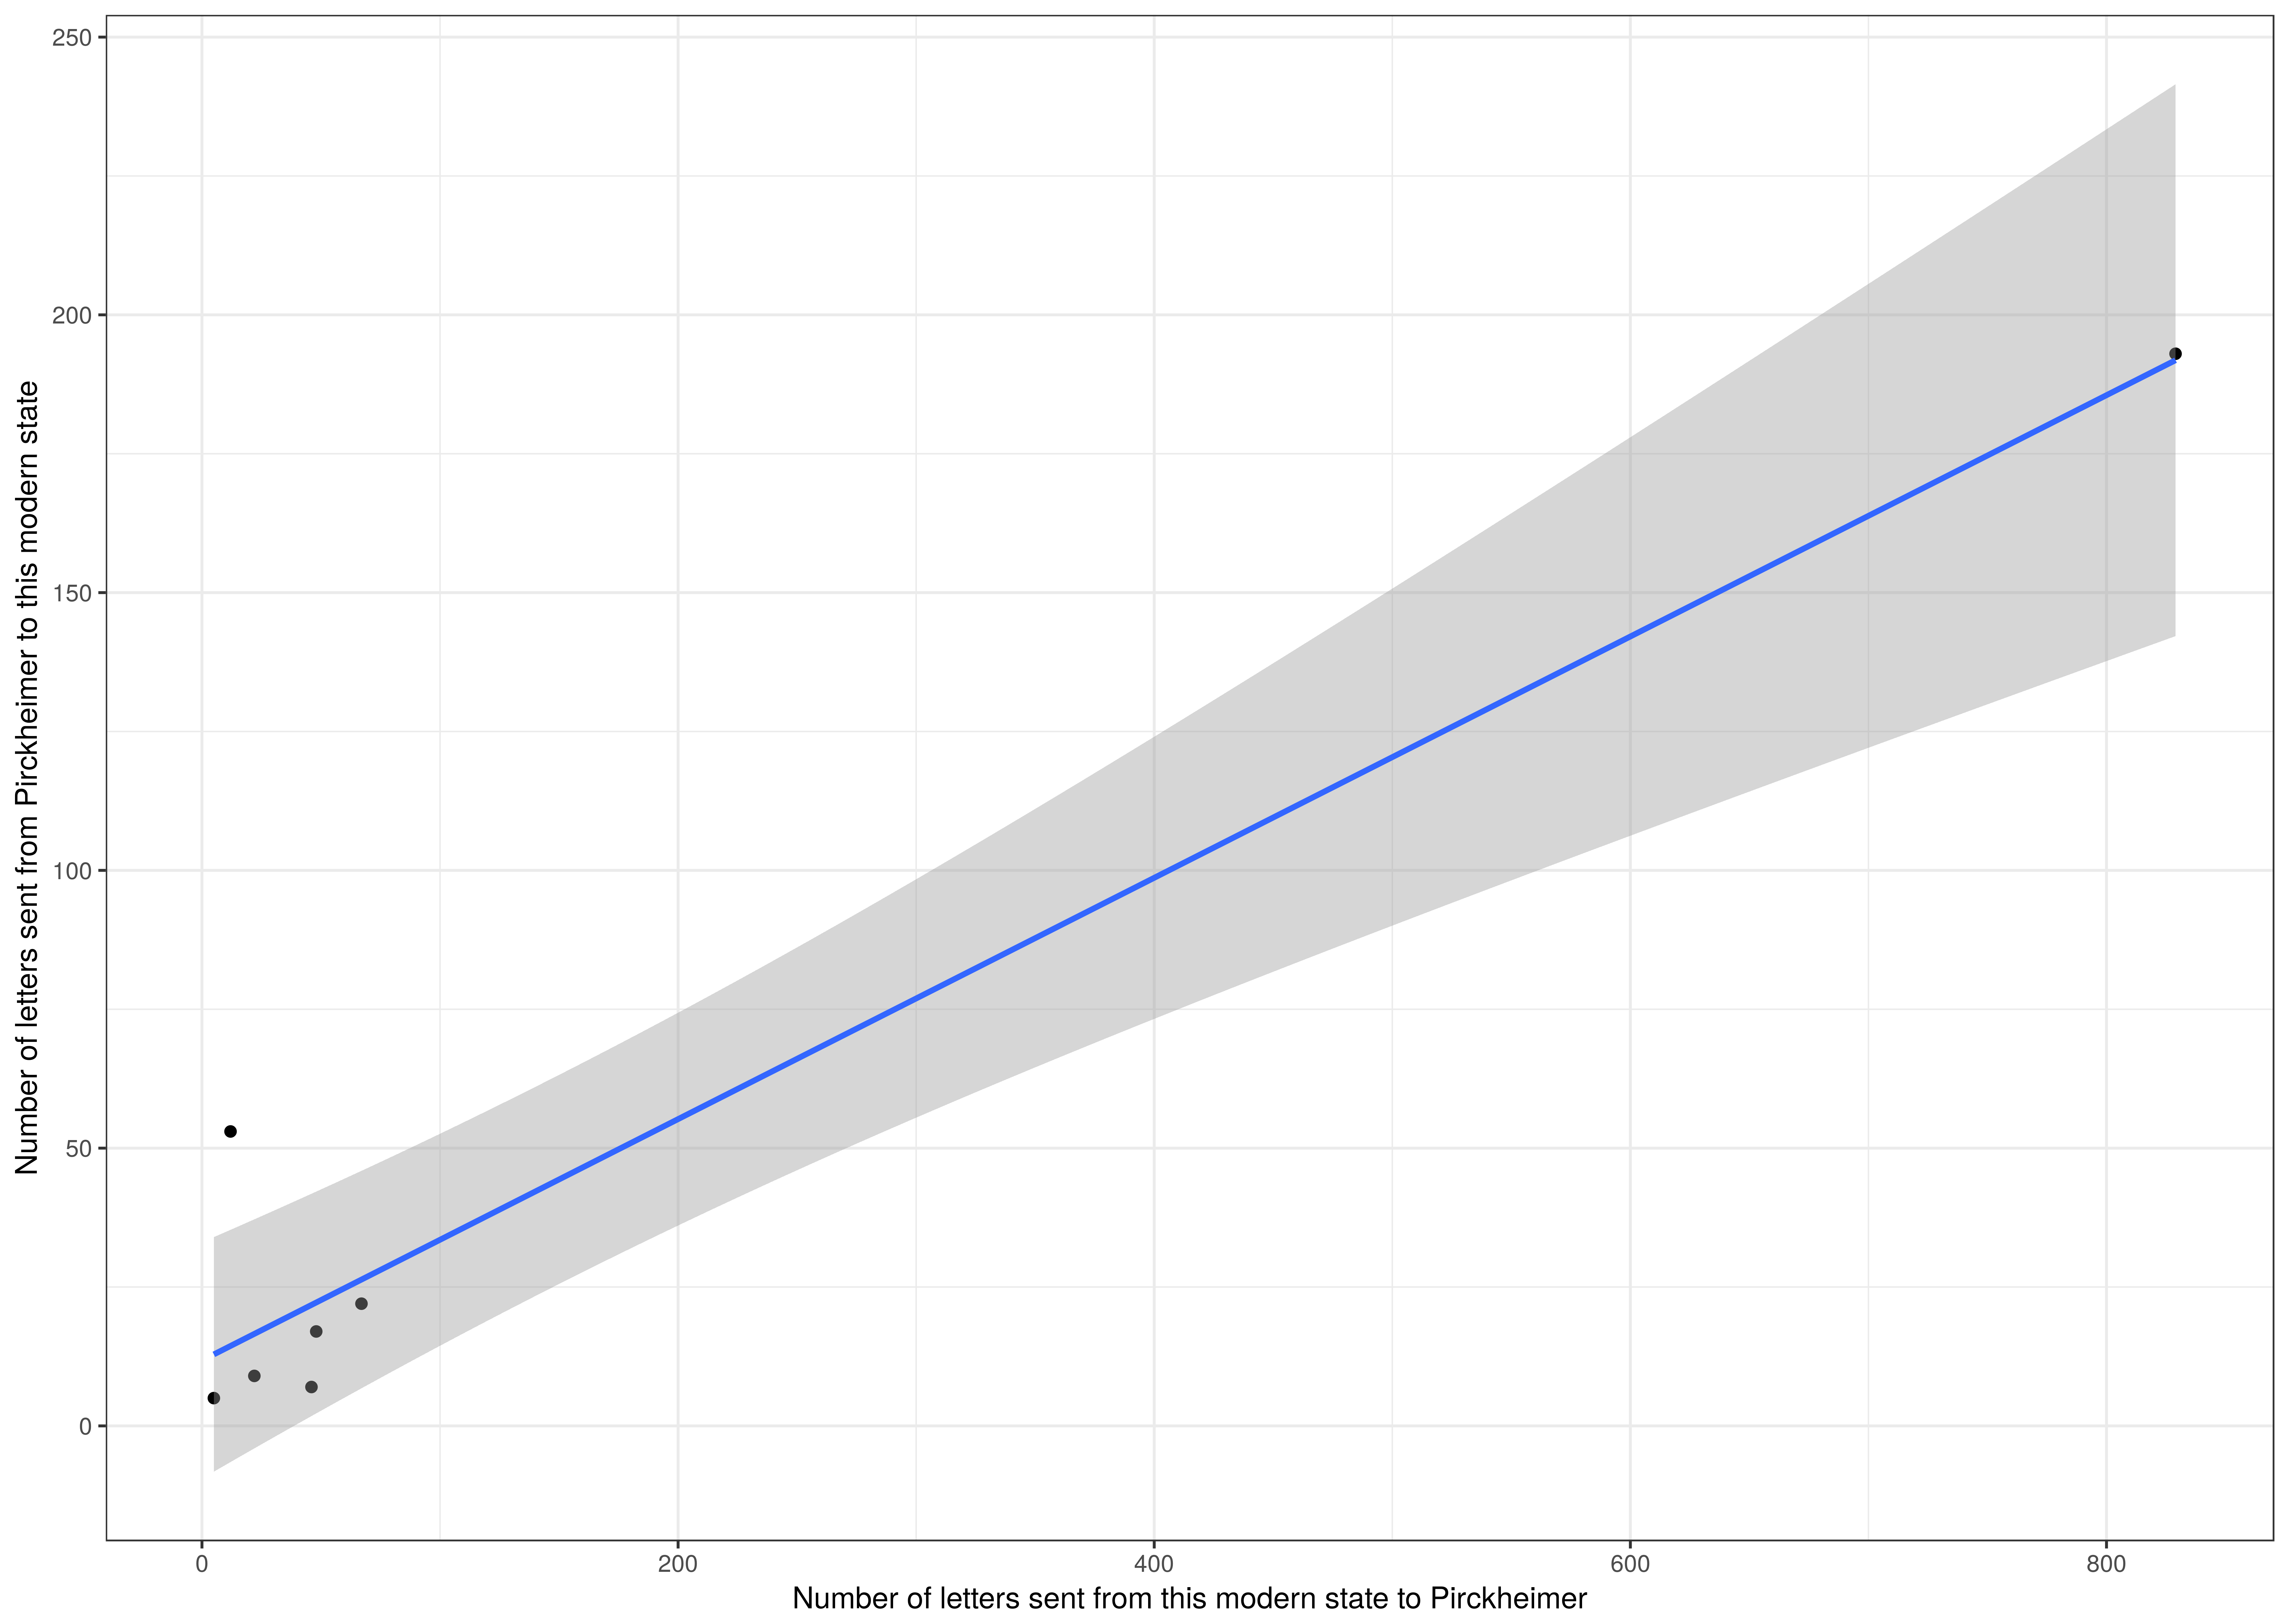 250
200
150
100
50
0
Number of letters sent from Pirckheimer to this modern state
0 200 400 600 800
Number of letters sent from this modern state to Pirckheimer